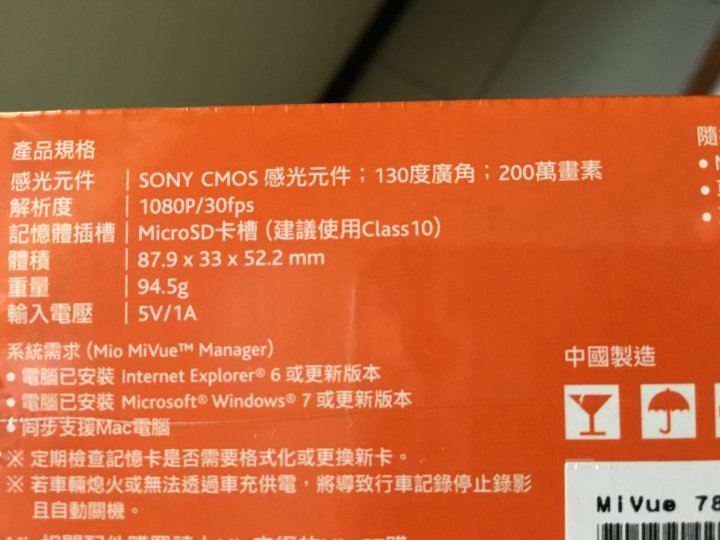 產品規格
感光元件 | SONY CMOS 感光元件；130度廣角；200萬畫素
解析度 | 1080P/30fps
記憶體插槽 | MicroSD卡槽（建議使用Class10）
體積 | 87.9 x 33 x 52.2 mm
重量 | 94.5g
輸入電壓 | 5V/1A
系統需求（Mio MiVue™ Manager）
• 電腦已安裝 Internet Explorer® 6 或更新版本
• 電腦已安裝 Microsoft® Windows® 7 或更新版本
• 同步支援Mac電腦
※ 定期檢查記憶卡是否需要格式化或更換新卡。
※ 若車輛熄火或無法透過車充供電，將導致行車記錄停止錄影
且自動關機。
隨
中國製造
MiVue 78